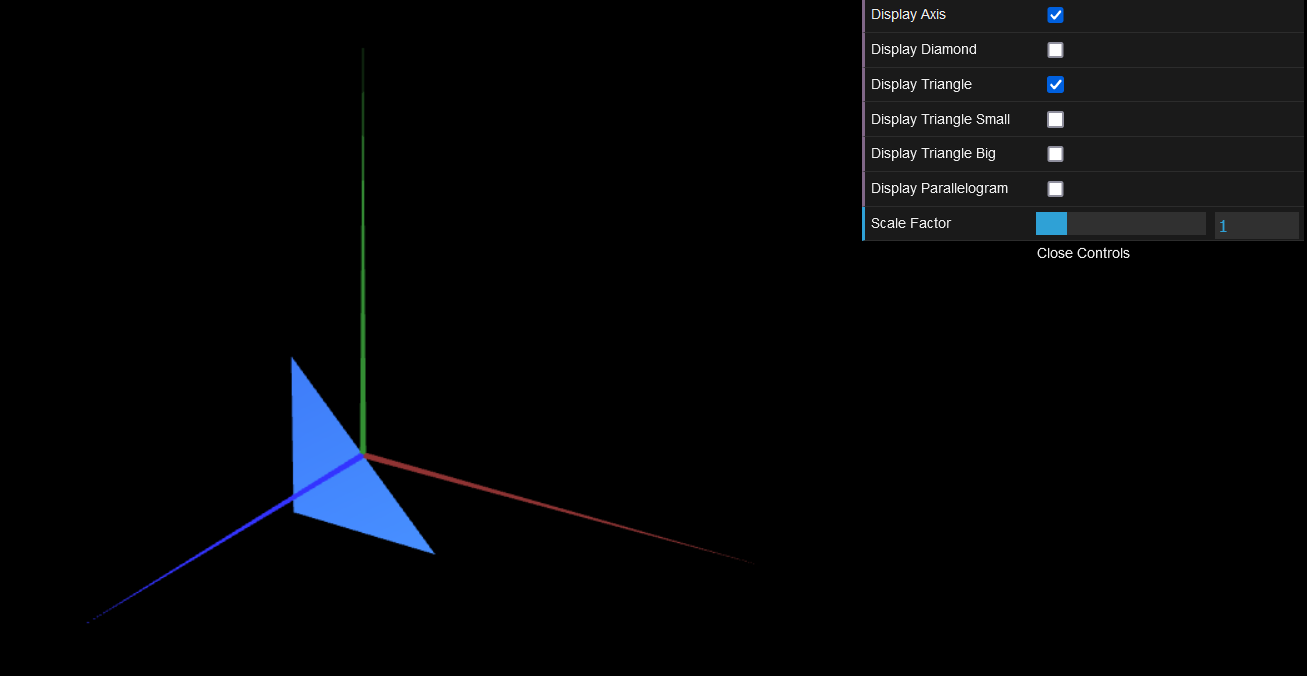 Display Axis
Display Diamond
Display Triangle
Display Triangle Small
Display Triangle Big
Display Parallelogram
Scale Factor 1
Close Controls